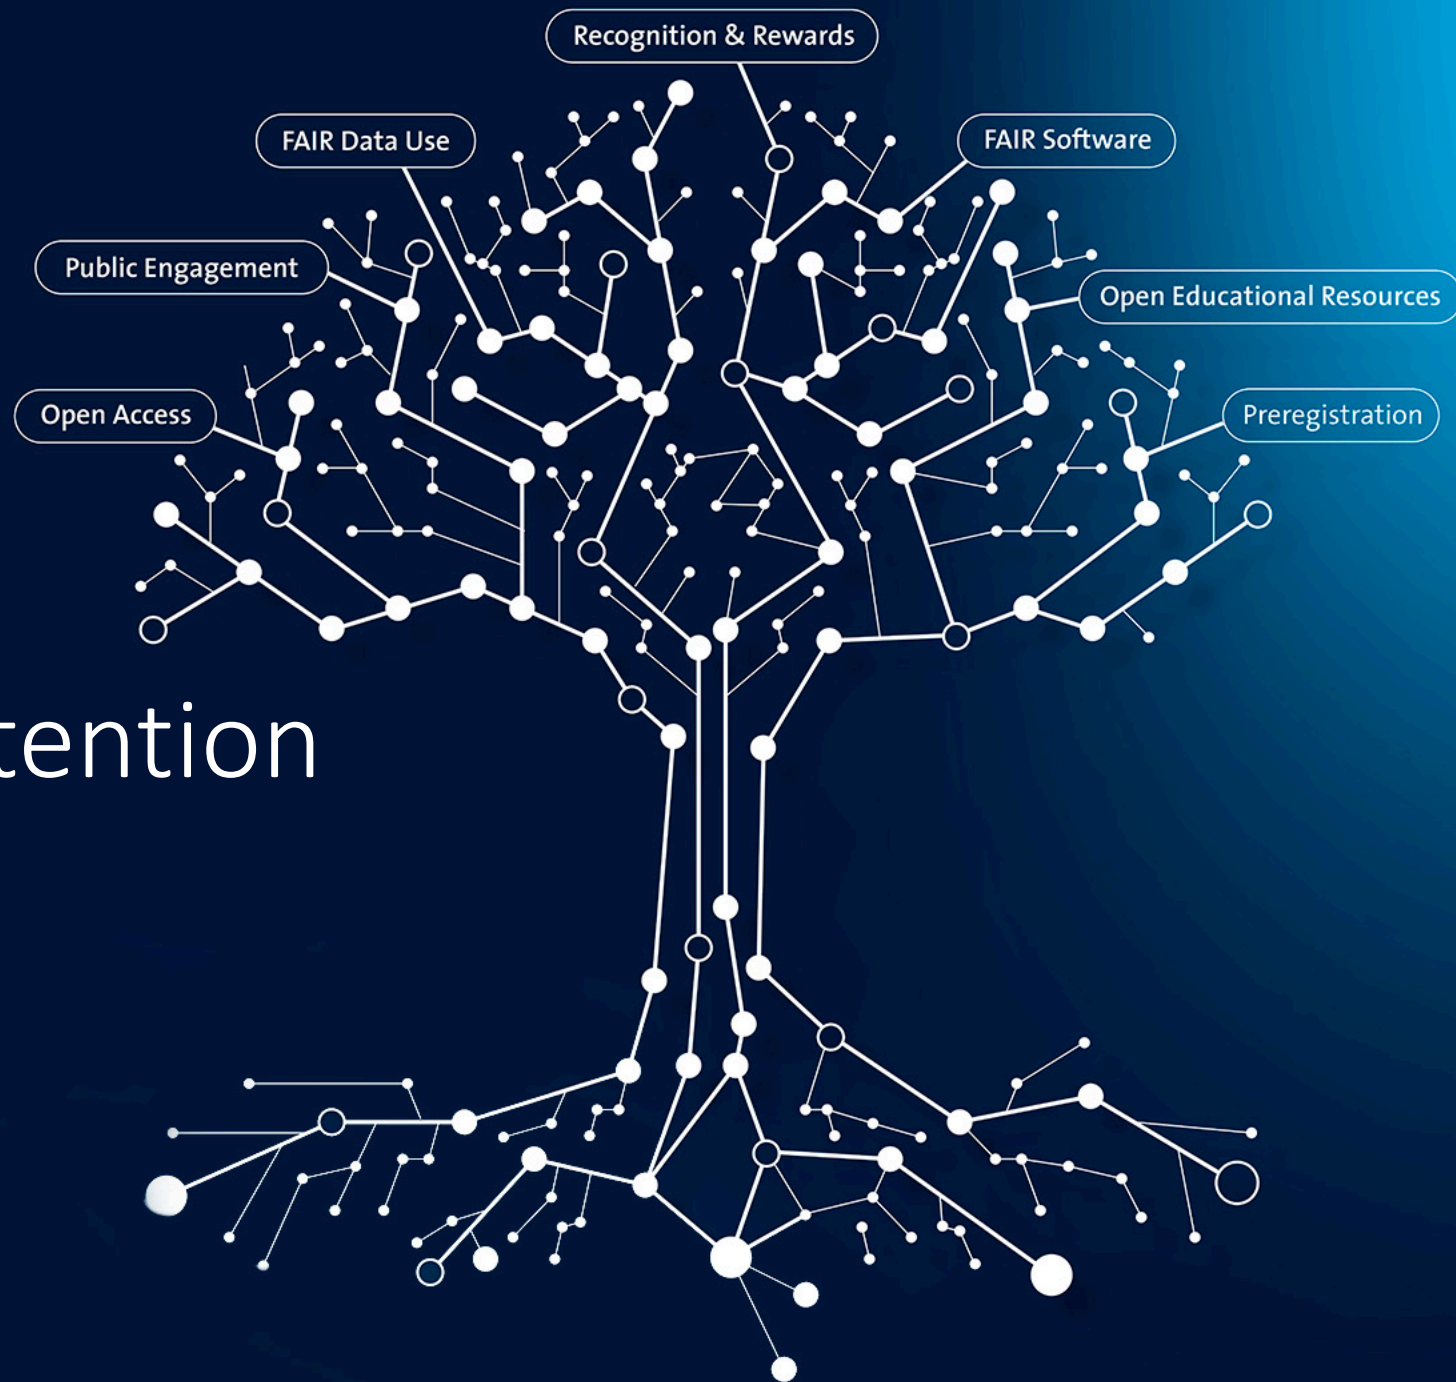 Recognition & Rewards
FAIR Data Use
FAIR Software
Public Engagement
Open Educational Resources
Open Access
Preregistration
tention